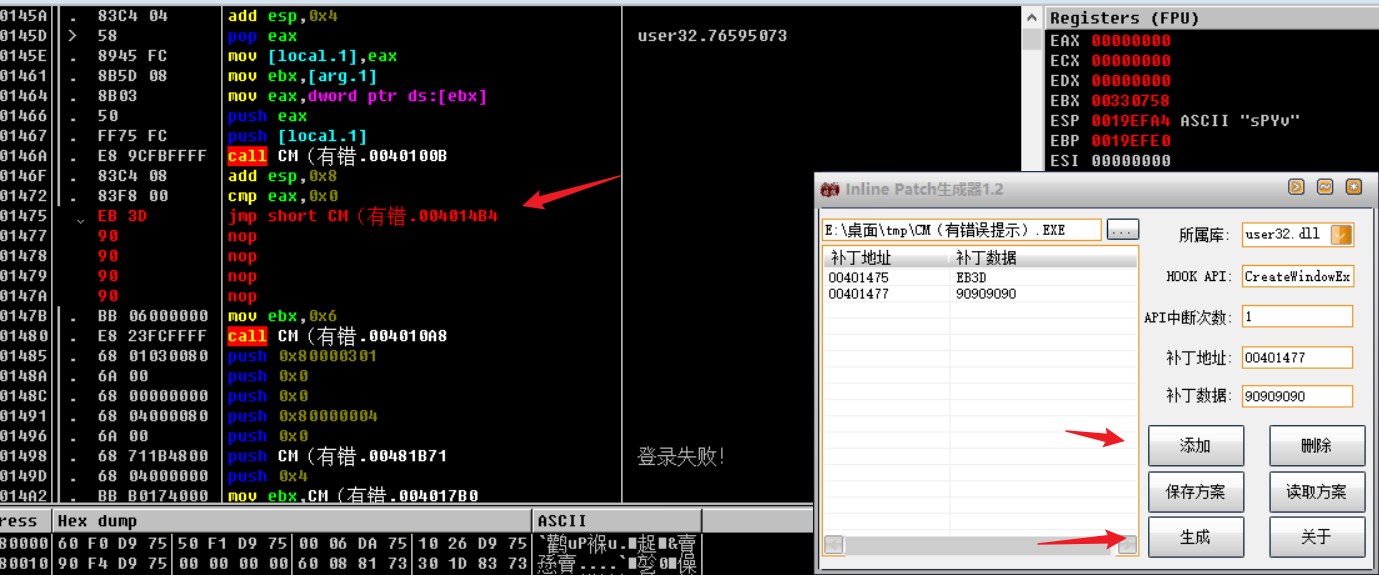 0145A . 83C4 04 add esp,0x4
0145D > 58 pop eax user32.76595073
0145E . 8945 FC mov [local.1],eax
01461 . 8B5D 08 mov ebx,[arg.1]
01464 . 8B03 mov eax,dword ptr ds:[ebx]
01466 . 50 push eax
01467 . FF75 FC push [local.1]
0146A . E8 9CFBFFFF call CM（有错.0040100B
0146F . 83C4 08 add esp,0x8
01472 . 83F8 00 cmp eax,0x0
01475 EB 3D jmp short CM（有错.004014B4
01477 90 nop
01478 90 nop
01479 90 nop
0147A 90 nop
0147B . BB 06000000 mov ebx,0x6
01480 . E8 23FCFFFF call CM（有错.004010A8
01485 . 68 01030080 push 0x80000301
0148A . 6A 00 push 0x0
0148C . 68 00000000 push 0x0
01491 . 68 04000080 push 0x80000004
01496 . 6A 00 push 0x0
01498 . 68 711B4800 push CM（有错.00481B71 登录失败!
0149D . 68 04000000 push 0x4
014A2 . BB B0174000 mov ebx,CM（有错.004017B0
ress Hex dump ASCII
80000 60 F0 D9 75 50 F1 D9 75 00 06 DA 75 10 26 D9 75
80010 90 F4 D9 75 00 00 00 00 60 08 81 73 30 1D 83 73
Registers (FPU)
EAX 00000000
ECX 00000000
EDX 00000000
EBX 00330758
ESP 0019EFA4 ASCII "sPYv"
EBP 0019EFE0
ESI 00000000
Inline Patch生成器1.2
E:\桌面\tmp\CM（有错误提示）.EXE ...
补丁地址 补丁数据
00401475 EB3D
00401477 90909090
所属库: user32.dll
HOOK API: CreateWindowEx
API中断次数: 1
补丁地址: 00401477
补丁数据: 90909090
添加 删除
保存方案 读取方案
生成 关于